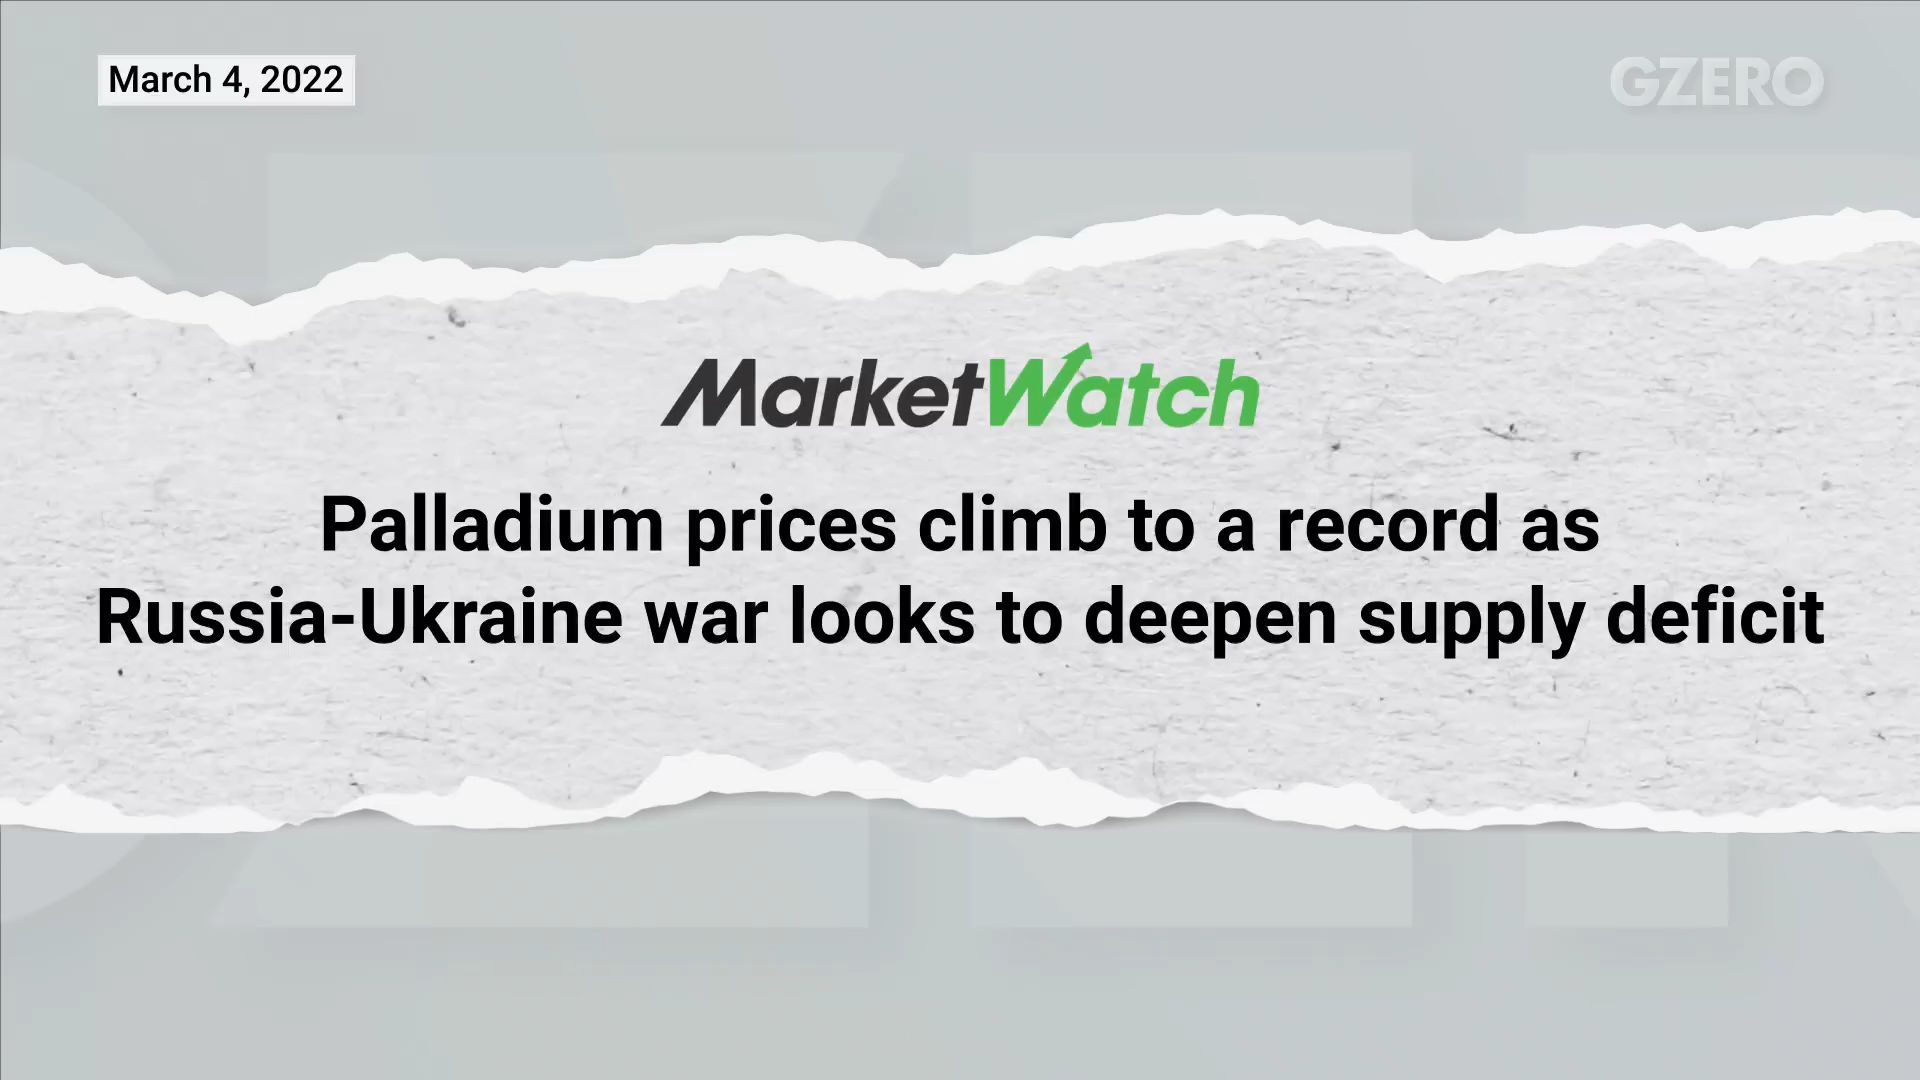 March 4, 2022
GZERO
MarketWatch
Palladium prices climb to a record as
Russia-Ukraine war looks to deepen supply deficit